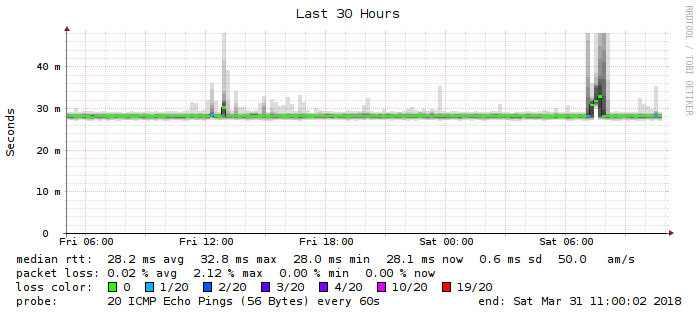 Last 30 Hours
RRDTOOL / TOBI OETIKER
Seconds
40 m
30 m
20 m
10 m
0
Fri 06:00 Fri 12:00 Fri 18:00 Sat 00:00 Sat 06:00
median rtt: 28.2 ms avg 32.8 ms max 28.0 ms min 28.1 ms now 0.6 ms sd 50.0 am/s
packet loss: 0.02 % avg 2.12 % max 0.00 % min 0.00 % now
loss color: 0 1/20 2/20 3/20 4/20 10/20 19/20
probe: 20 ICMP Echo Pings (56 Bytes) every 60s end: Sat Mar 31 11:00:02 2018